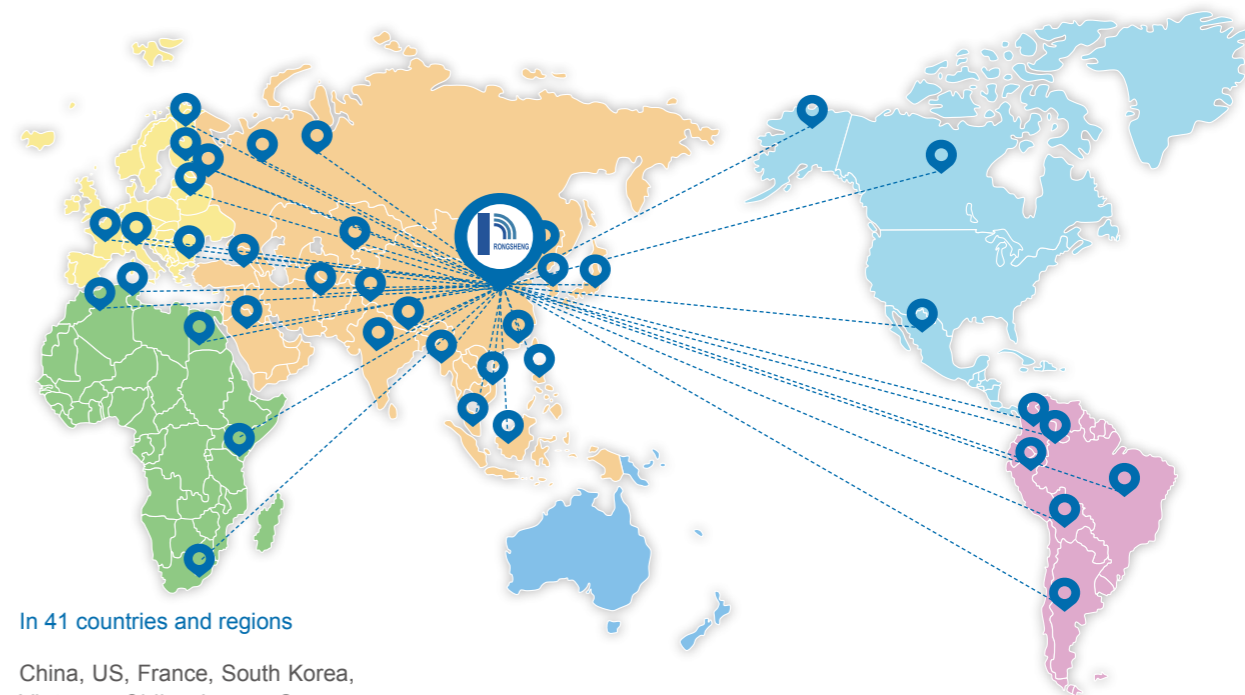 RONGSHENG
In 41 countries and regions
China, US, France, South Korea,